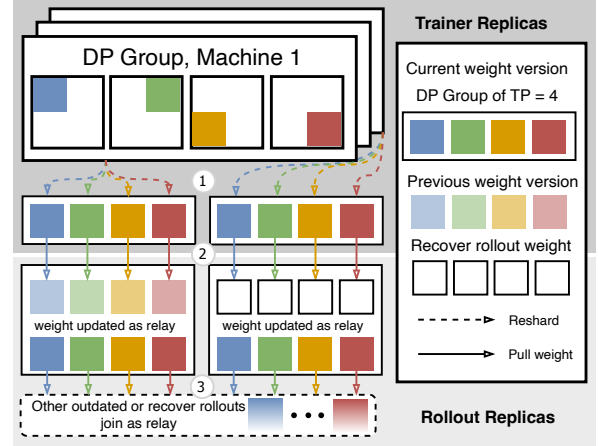 Trainer Replicas
DP Group, Machine 1
Current weight version
DP Group of TP = 4
1
Previous weight version
2
Recover rollout weight
weight updated as relay
weight updated as relay
Reshard
Pull weight
3
Other outdated or recover rollouts
join as relay
Rollout Replicas